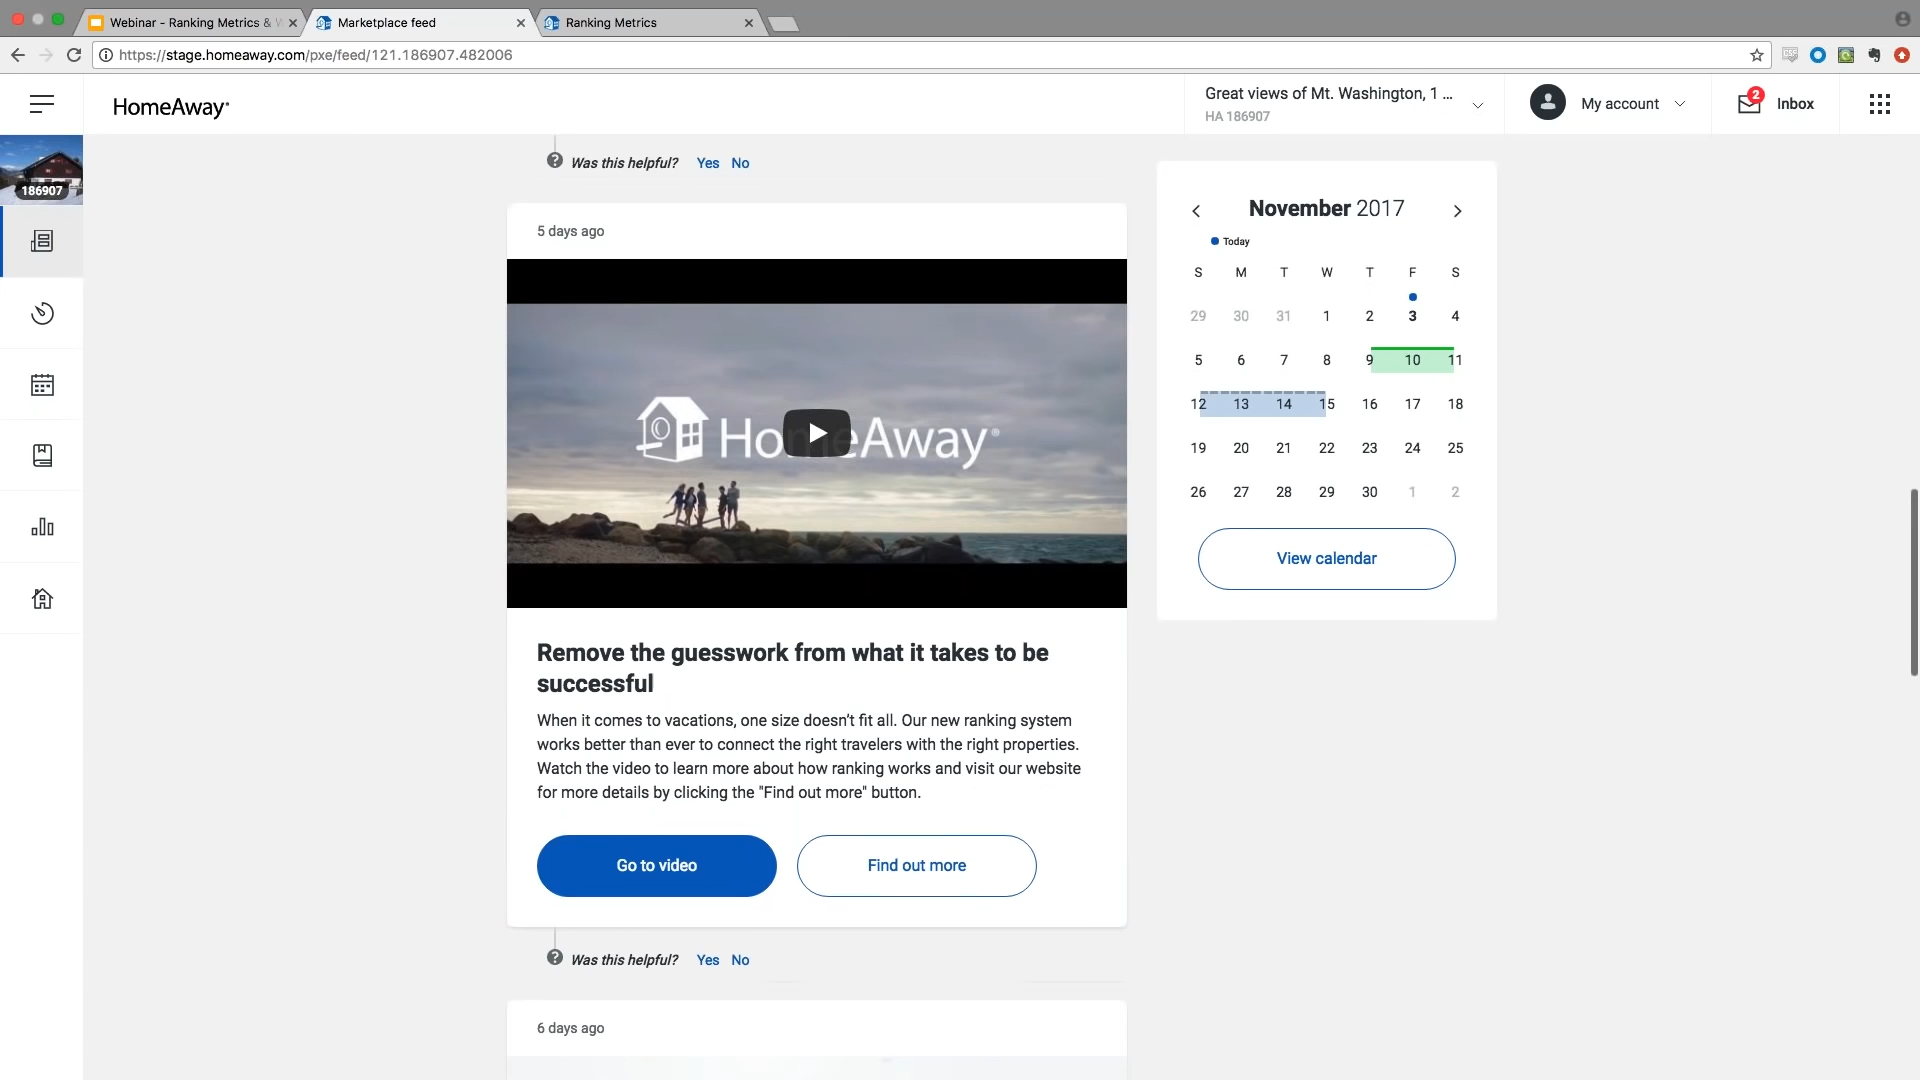 Webinar - Ranking Metrics &
Marketplace feed
Ranking Metrics
https://stage.homeaway.com/pxe/feed/121.186907.482006
HomeAway
Great views of Mt. Washington, 1 ...
HA 186907
My account
2
Inbox
186907
Was this helpful? Yes No
5 days ago
HomeAway®
Remove the guesswork from what it takes to be
successful
When it comes to vacations, one size doesn’t fit all. Our new ranking system
works better than ever to connect the right travelers with the right properties.
Watch the video to learn more about how ranking works and visit our website
for more details by clicking the "Find out more" button.
Go to video
Find out more
Was this helpful? Yes No
6 days ago
November 2017
Today
S M T W T F S
29 30 31 1 2 3 4
5 6 7 8 9 10 11
12 13 14 15 16 17 18
19 20 21 22 23 24 25
26 27 28 29 30 1 2
View calendar